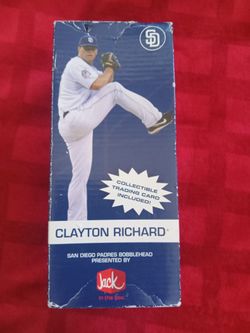 SD
COLLECTIBLE
TRADING CARD
INCLUDED!
CLAYTON RICHARD
SAN DIEGO PADRES BOBBLEHEAD
PRESENTED BY
Jack
in the box